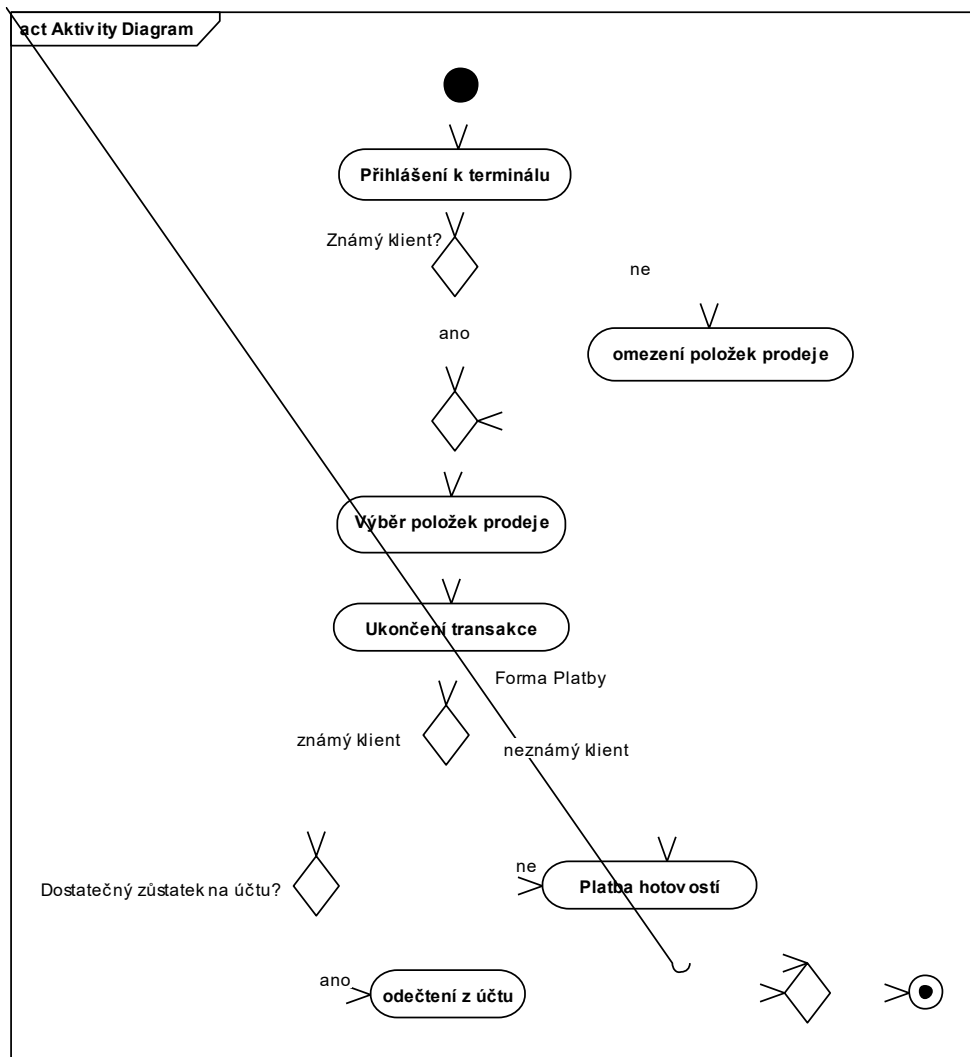 act Aktivity Diagram
Přihlášení k terminálu
Známý klient?
ne
ano
omezení položek prodeje
Výběr položek prodeje
Ukončení transakce
Forma Platby
známý klient
neznámý klient
ne
Dostatečný zůstatek na účtu?
Platba hotovostí
ano
odečtení z účtu